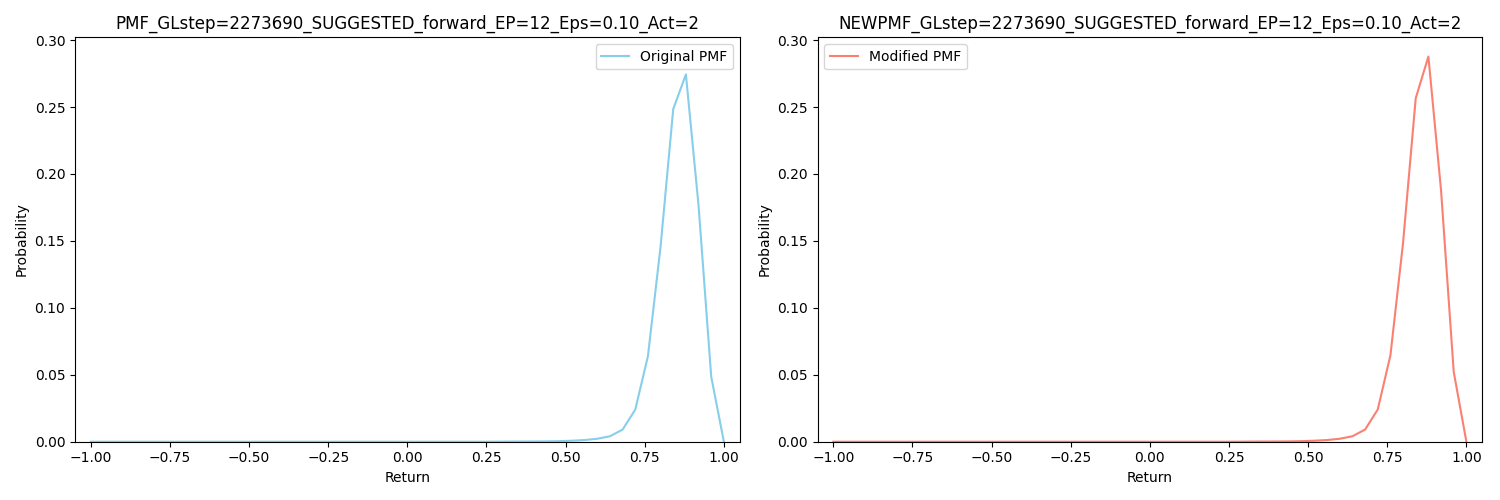 PMF_GLstep=2273690_SUGGESTED_forward_EP=12_Eps=0.10_Act=2
0.30
0.25
0.20
0.15
0.10
0.05
0.00
Probability
Original PMF
−1.00 −0.75 −0.50 −0.25 0.00 0.25 0.50 0.75 1.00
Return
NEWPMF_GLstep=2273690_SUGGESTED_forward_EP=12_Eps=0.10_Act=2
0.30
0.25
0.20
0.15
0.10
0.05
0.00
Probability
Modified PMF
−1.00 −0.75 −0.50 −0.25 0.00 0.25 0.50 0.75 1.00
Return